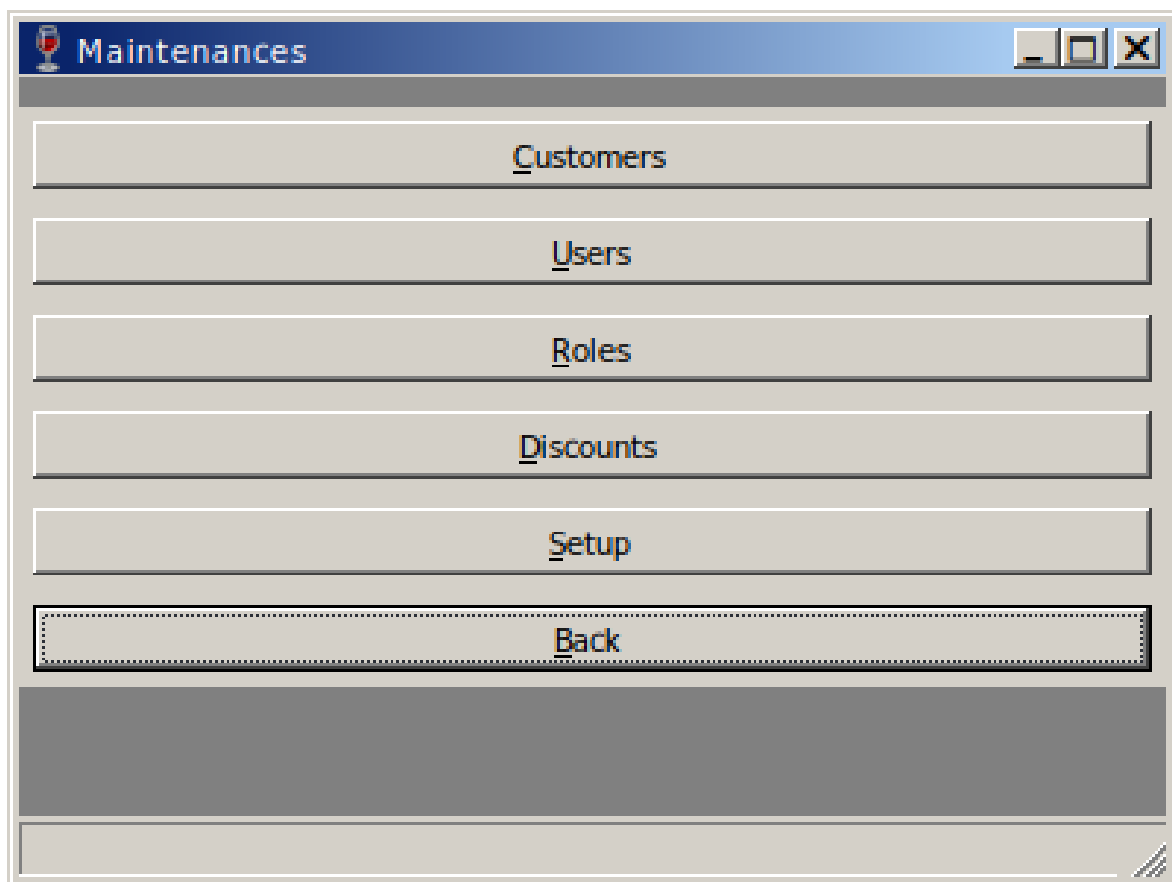 Maintenances
Customers
Users
Roles
Discounts
Setup
Back